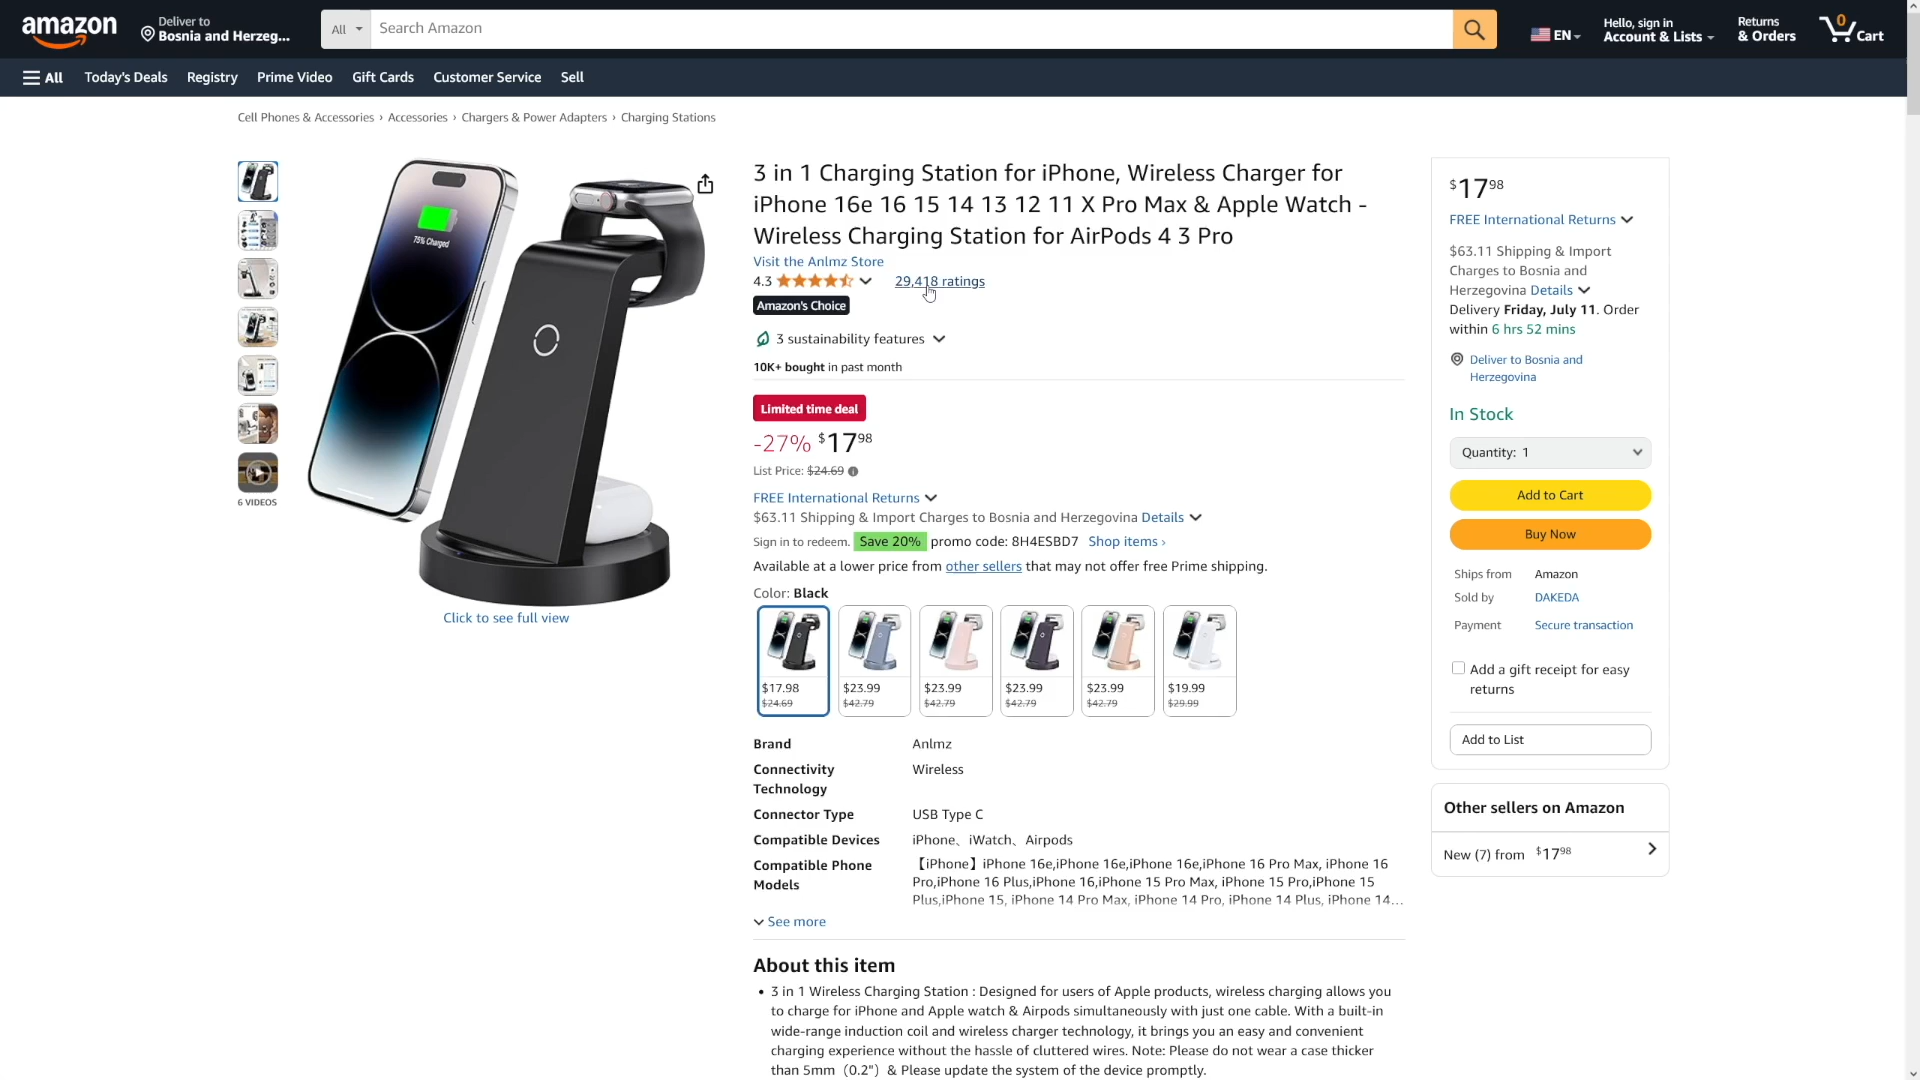 amazon
Deliver to
Bosnia and Herzeg...
All
Search Amazon
EN
Hello, sign in
Account & Lists
Returns
& Orders
0
Cart
All
Today's Deals
Registry
Prime Video
Gift Cards
Customer Service
Sell
Cell Phones & Accessories › Accessories › Chargers & Power Adapters › Charging Stations
6 VIDEOS
75% Charged
Click to see full view
3 in 1 Charging Station for iPhone, Wireless Charger for
iPhone 16e 16 15 14 13 12 11 X Pro Max & Apple Watch -
Wireless Charging Station for AirPods 4 3 Pro
Visit the Anlmz Store
4.3
29,418 ratings
Amazon's Choice
3 sustainability features
10K+ bought in past month
Limited time deal
-27% $17 98
List Price: $24.69
FREE International Returns
$63.11 Shipping & Import Charges to Bosnia and Herzegovina Details
Sign in to redeem. Save 20% promo code: 8H4ESBD7 Shop items ›
Available at a lower price from other sellers that may not offer free Prime shipping.
Color: Black
$17.98
$24.69
$23.99
$42.79
$23.99
$42.79
$23.99
$42.79
$23.99
$42.79
$19.99
$29.99
Brand Anlmz
Connectivity Wireless
Technology
Connector Type USB Type C
Compatible Devices iPhone、iWatch、Airpods
Compatible Phone
Models
【iPhone】iPhone 16e,iPhone 16e,iPhone 16e,iPhone 16 Pro Max, iPhone 16
Pro,iPhone 16 Plus,iPhone 16,iPhone 15 Pro Max, iPhone 15 Pro,iPhone 15
Plus,iPhone 15, iPhone 14 Pro Max, iPhone 14 Pro, iPhone 14 Plus, iPhone 14...
See more
About this item
• 3 in 1 Wireless Charging Station : Designed for users of Apple products, wireless charging allows you
to charge for iPhone and Apple watch & Airpods simultaneously with just one cable. With a built-in
wide-range induction coil and wireless charger technology, it brings you an easy and convenient
charging experience without the hassle of cluttered wires. Note: Please do not wear a case thicker
than 5mm（0.2"）& Please update the system of the device promptly.
$17 98
FREE International Returns
$63.11 Shipping & Import
Charges to Bosnia and
Herzegovina Details
Delivery Friday, July 11. Order
within 6 hrs 52 mins
Deliver to Bosnia and
Herzegovina
In Stock
Quantity: 1
Add to Cart
Buy Now
Ships from Amazon
Sold by DAKEDA
Payment Secure transaction
Add a gift receipt for easy
returns
Add to List
Other sellers on Amazon
New (7) from $17 98